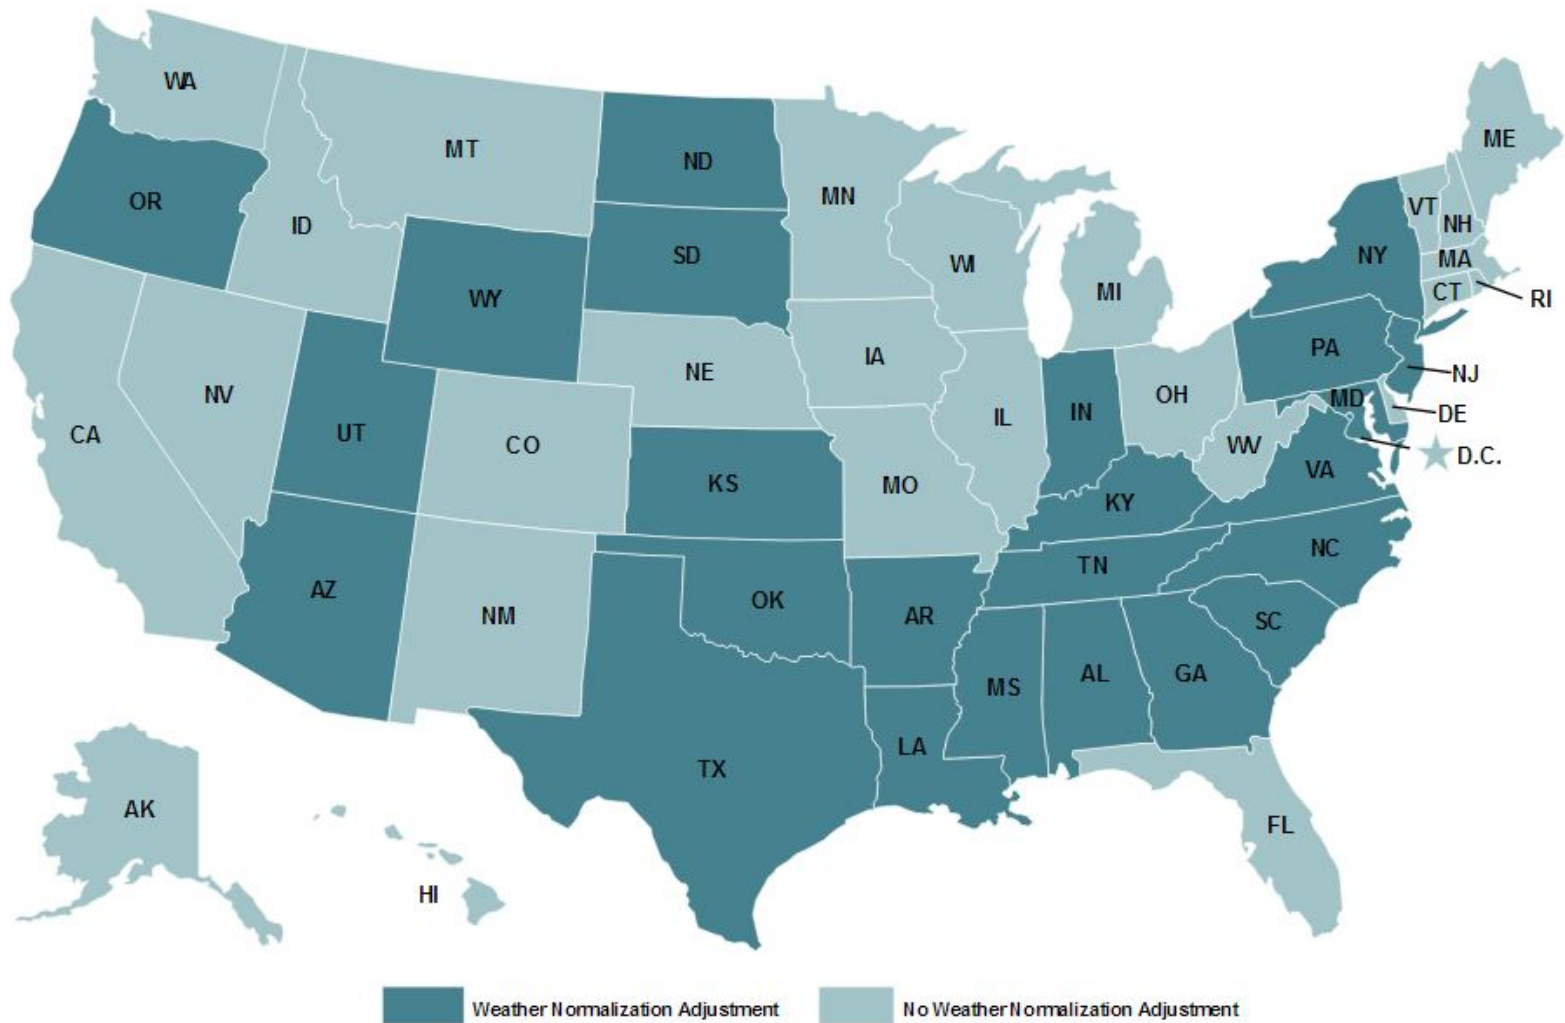 WA
ME
MT
ND
MN
OR
VT
NH
ID
SD
NY
MA
WI
WY
MI
CT
RI
PA
IA
NE
NJ
NV
OH
MD
IN
DE
IL
CA
UT
CO
WV
D.C.
VA
KS
MO
KY
NC
TN
AZ
OK
NM
AR
SC
MS
AL
GA
LA
TX
AK
FL
HI
Weather Normalization Adjustment
No Weather Normalization Adjustment